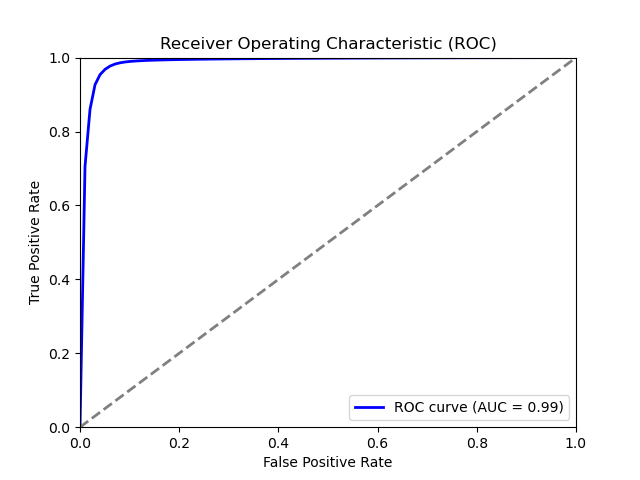 Receiver Operating Characteristic (ROC)
1.0
0.8
0.6
0.4
0.2
0.0
True Positive Rate
ROC curve (AUC = 0.99)
0.0 0.2 0.4 0.6 0.8 1.0
False Positive Rate